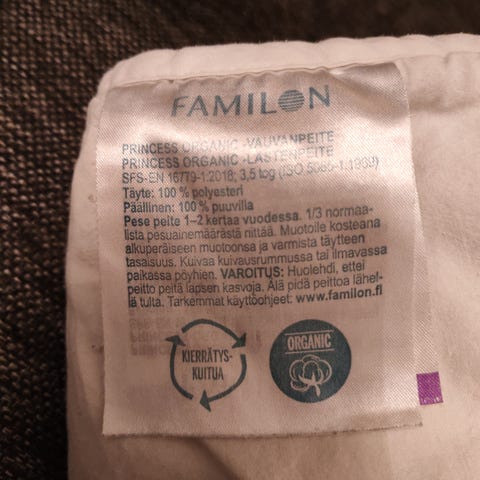 FAMILON
PRINCESS ORGANIC -VAUVANPEITE
PRINCESS ORGANIC -LASTENPEITE
SFS-EN 16779-1:2018; 3,5 tog (ISO 5085-1:1989)
Täyte: 100 % polyesteri
Päällinen: 100 % puuvilla
Pese peite 1–2 kertaa vuodessa. 1/3 normaa-
lista pesuainemäärästä riittää. Muotoile kosteana
alkuperäiseen muotoonsa ja varmista täytteen
tasaisuus. Kuivaa kuivausrummussa tai ilmavassa
paikassa pöyhien. VAROITUS: Huolehdi, ettei
peitto peitä lapsen kasvoja. Älä pidä peittoa lähel-
lä tulta. Tarkemmat käyttöohjeet: www.familon.fi
KIERRÄTYS-
KUITUA
ORGANIC